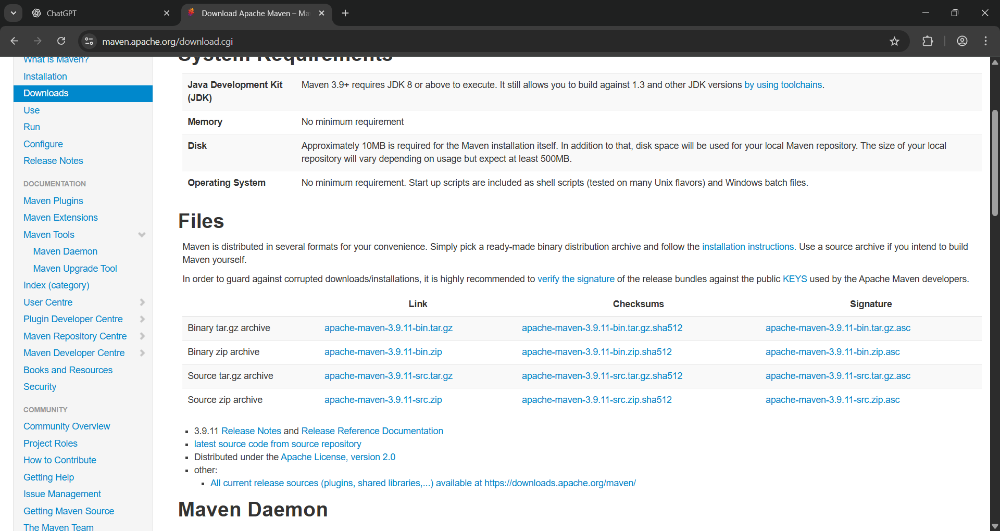 ChatGPT
Download Apache Maven – Ma
maven.apache.org/download.cgi
What is Maven?
Installation
Downloads
Use
Run
Configure
Release Notes
DOCUMENTATION
Maven Plugins
Maven Extensions
Maven Tools
Maven Daemon
Maven Upgrade Tool
Index (category)
User Centre
Plugin Developer Centre
Maven Repository Centre
Maven Developer Centre
Books and Resources
Security
COMMUNITY
Community Overview
Project Roles
How to Contribute
Getting Help
Issue Management
Getting Maven Source
The Maven Team
System Requirements
Java Development Kit Maven 3.9+ requires JDK 8 or above to execute. It still allows you to build against 1.3 and other JDK versions by using toolchains.
(JDK)
Memory No minimum requirement
Disk Approximately 10MB is required for the Maven installation itself. In addition to that, disk space will be used for your local Maven repository. The size of your local
repository will vary depending on usage but expect at least 500MB.
Operating System No minimum requirement. Start up scripts are included as shell scripts (tested on many Unix flavors) and Windows batch files.
Files
Maven is distributed in several formats for your convenience. Simply pick a ready-made binary distribution archive and follow the installation instructions. Use a source archive if you intend to build
Maven yourself.
In order to guard against corrupted downloads/installations, it is highly recommended to verify the signature of the release bundles against the public KEYS used by the Apache Maven developers.
Link Checksums Signature
Binary tar.gz archive apache-maven-3.9.11-bin.tar.gz apache-maven-3.9.11-bin.tar.gz.sha512 apache-maven-3.9.11-bin.tar.gz.asc
Binary zip archive apache-maven-3.9.11-bin.zip apache-maven-3.9.11-bin.zip.sha512 apache-maven-3.9.11-bin.zip.asc
Source tar.gz archive apache-maven-3.9.11-src.tar.gz apache-maven-3.9.11-src.tar.gz.sha512 apache-maven-3.9.11-src.tar.gz.asc
Source zip archive apache-maven-3.9.11-src.zip apache-maven-3.9.11-src.zip.sha512 apache-maven-3.9.11-src.zip.asc
▪ 3.9.11 Release Notes and Release Reference Documentation
▪ latest source code from source repository
▪ Distributed under the Apache License, version 2.0
▪ other:
▪ All current release sources (plugins, shared libraries,...) available at https://downloads.apache.org/maven/
Maven Daemon